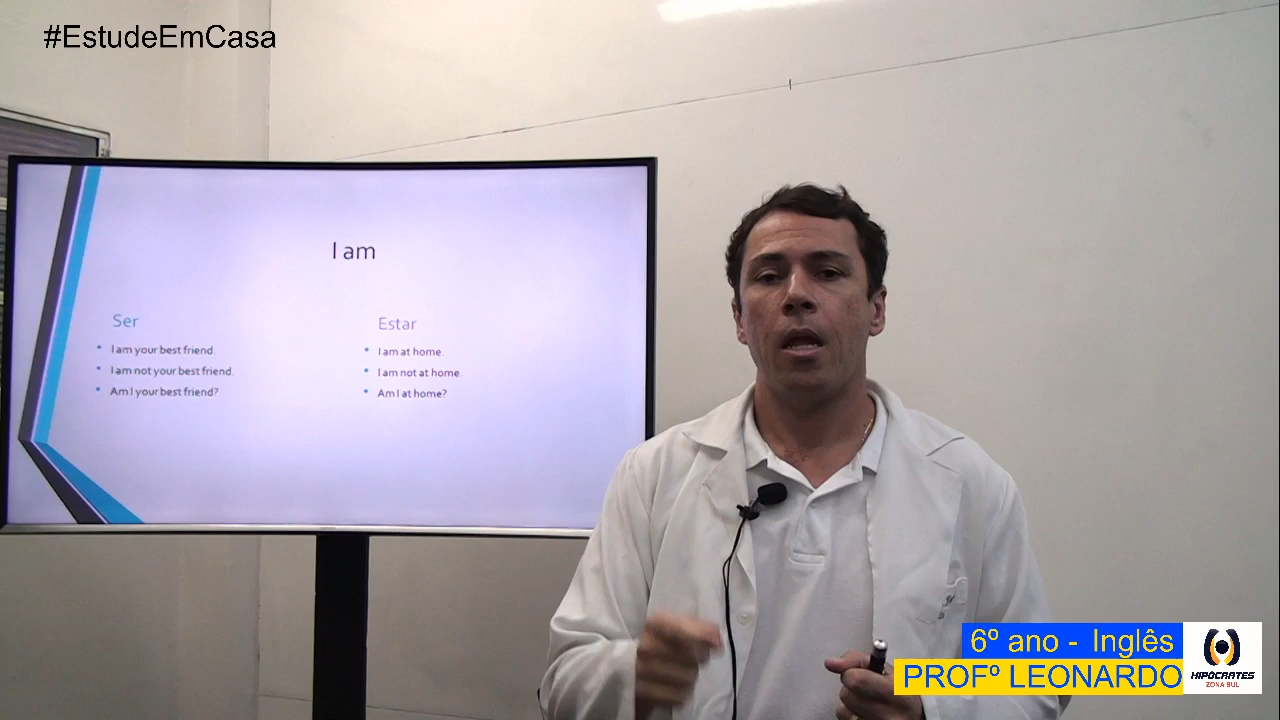 #EstudeEmCasa
I am
Ser
I am your best friend.
I am not your best friend.
Am I your best friend?
Estar
I am at home.
I am not at home.
Am I at home?
6º ano - Inglês
PROFº LEONARDO
HIPÓCRATES
ZONA SUL